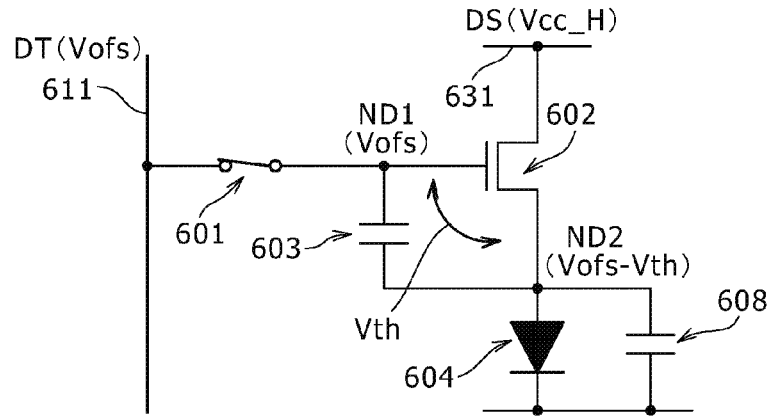 DS(Vcc_H)
DT(Vofs)
611
631
ND1
(Vofs)
602
601
603
ND2
(Vofs-Vth)
Vth
604
608